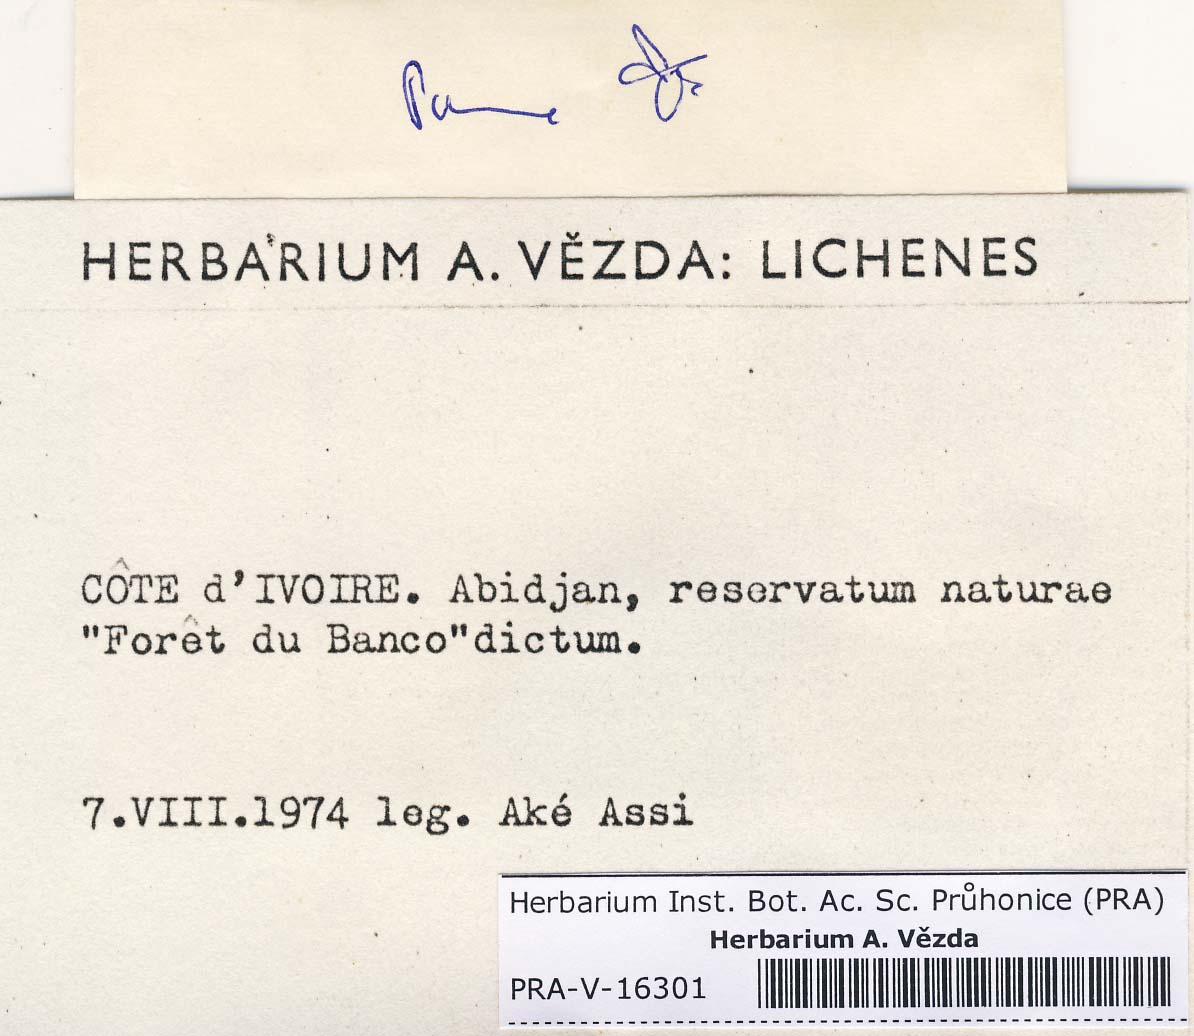 HERBARIUM A. VĚZDA: LICHENES
CÔTE d'IVOIRE. Abidjan, reservatum naturae
"Forêt du Banco"dictum.
7.VIII.1974 leg. Aké Assi
Herbarium Inst. Bot. Ac. Sc. Průhonice (PRA)
Herbarium A. Vězda
PRA-V-16301